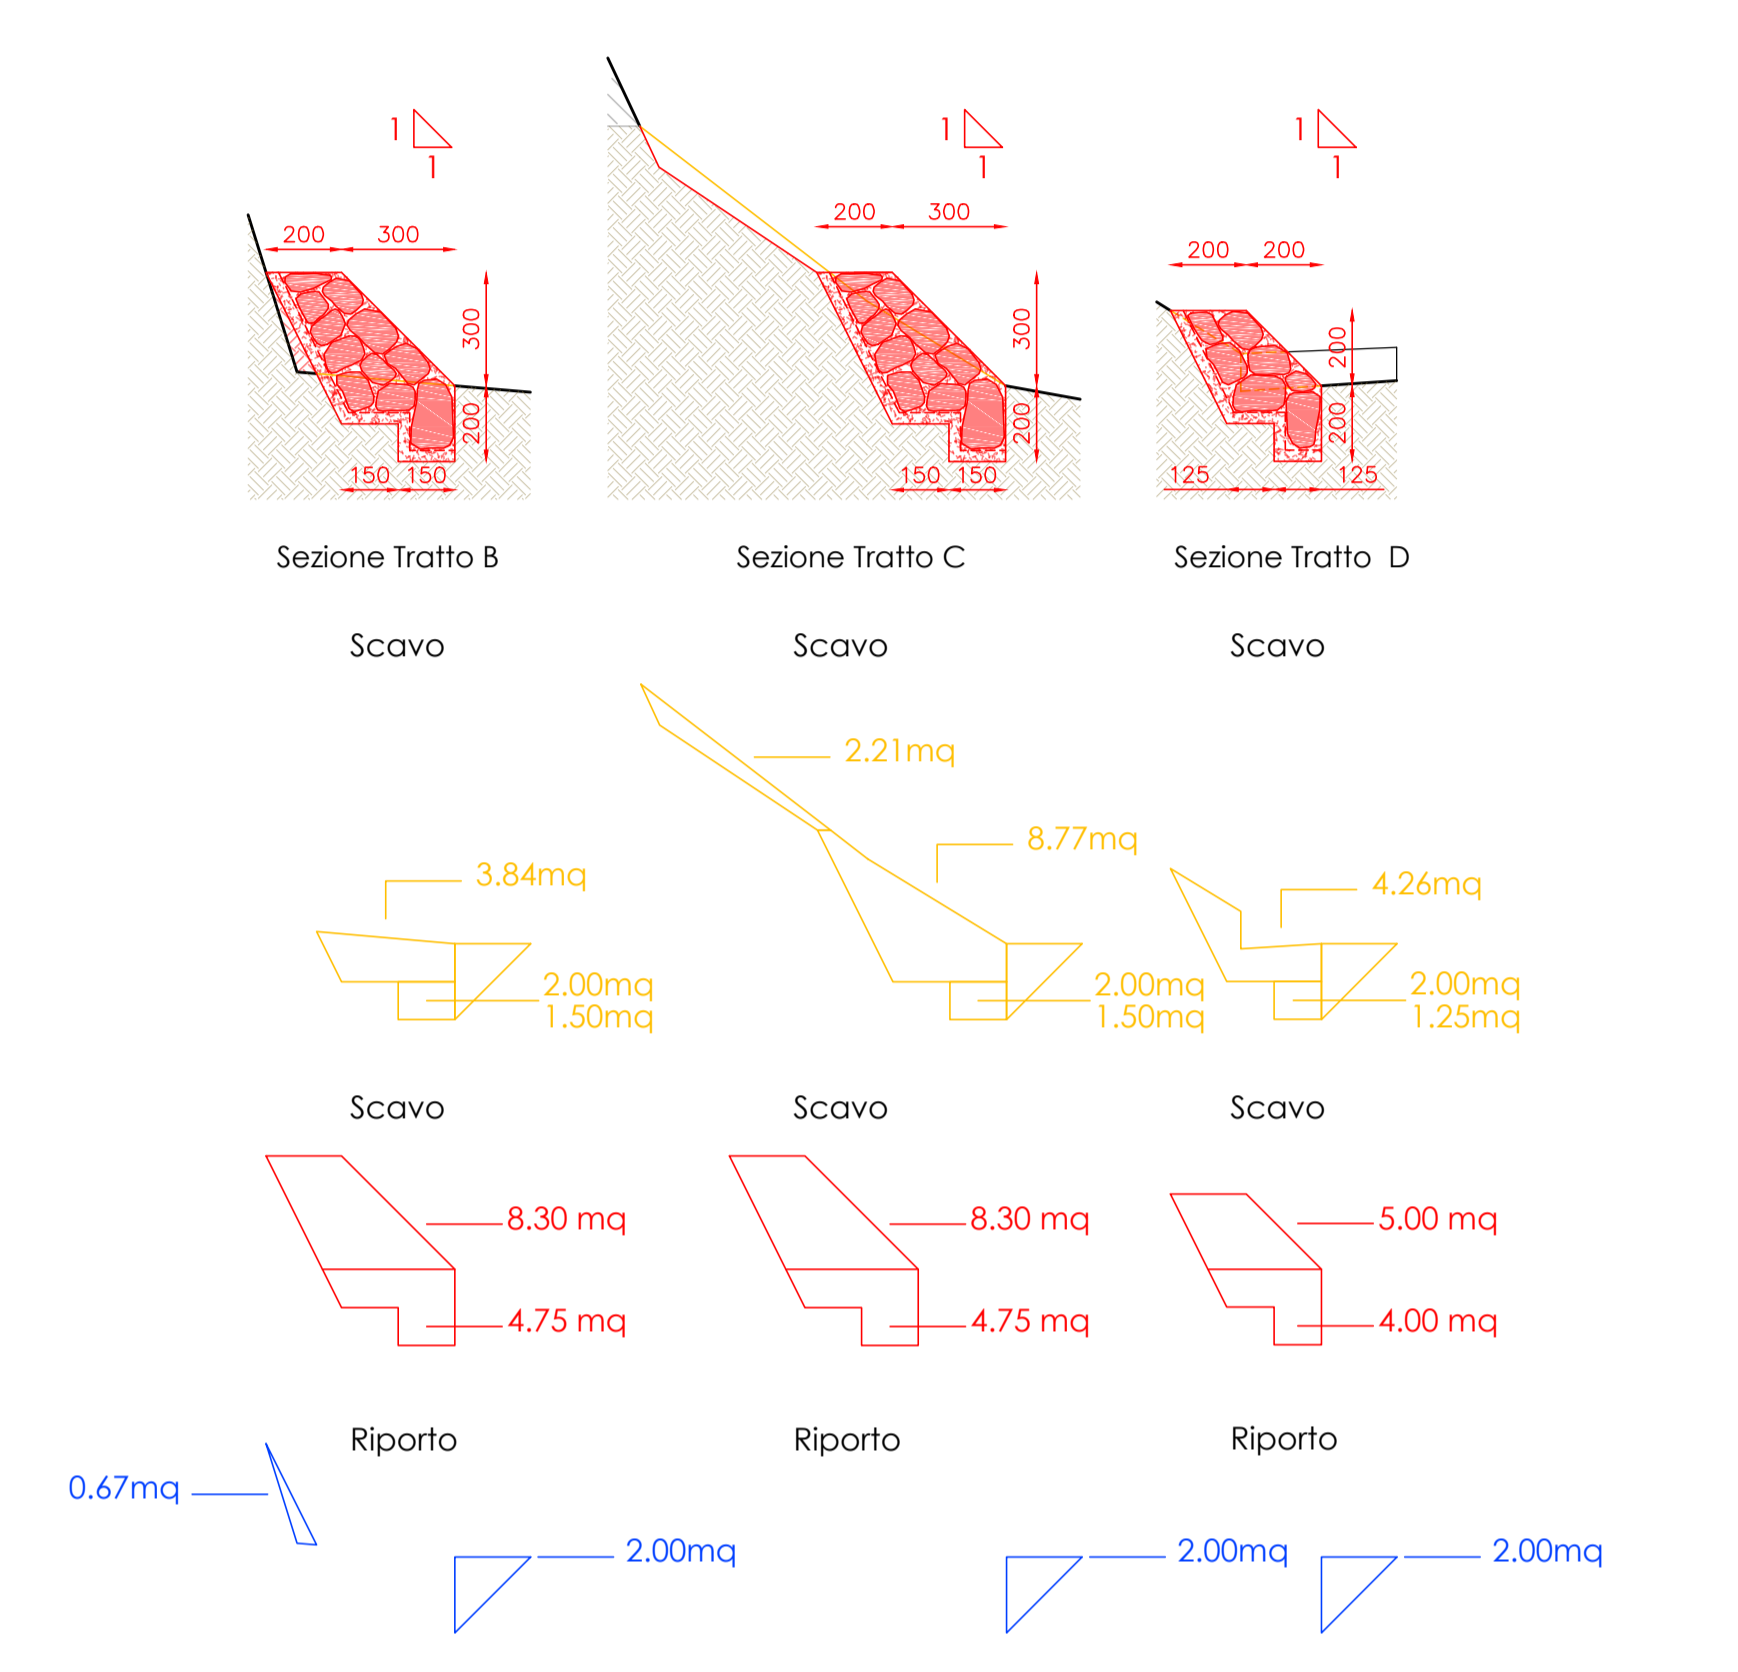 1
1
1
1
1
1
200 300
200 300
200 200
300
200
300
200
200
200
150 150
150 150
125 125
Sezione Tratto B
Sezione Tratto C
Sezione Tratto D
Scavo
Scavo
Scavo
2.21mq
8.77mq
3.84mq
4.26mq
2.00mq
1.50mq
2.00mq
1.50mq
2.00mq
1.25mq
Scavo
Scavo
Scavo
8.30 mq
8.30 mq
5.00 mq
4.75 mq
4.75 mq
4.00 mq
Riporto
Riporto
Riporto
0.67mq
2.00mq
2.00mq
2.00mq